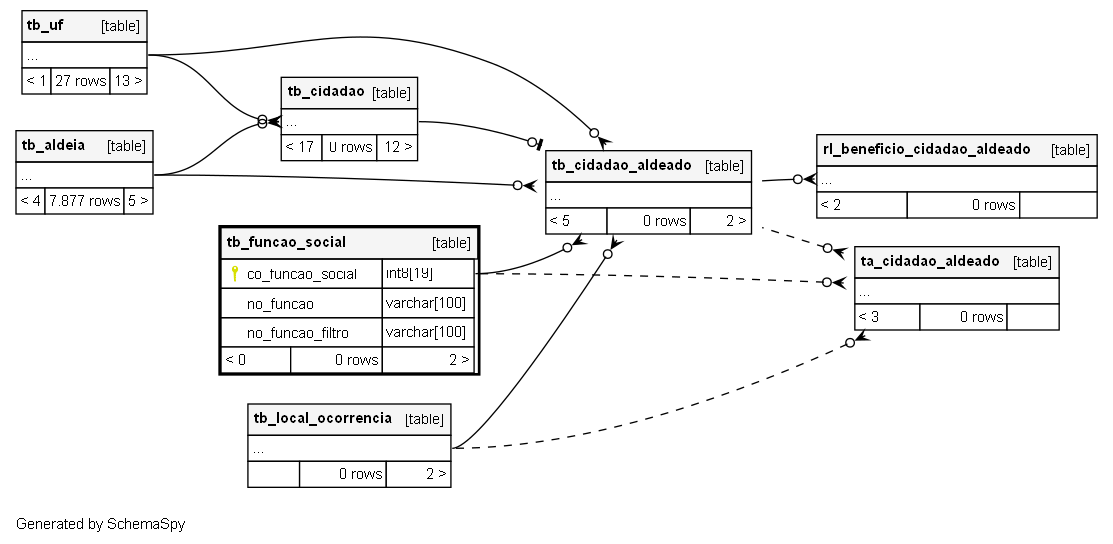 tb_uf [table]
...
< 1 27 rows 13 >
tb_cidadao [table]
...
< 17 0 rows 12 >
tb_aldeia [table]
...
< 4 7.877 rows 5 >
tb_cidadao_aldeado [table]
...
< 5 0 rows 2 >
rl_beneficio_cidadao_aldeado [table]
...
< 2 0 rows
tb_funcao_social [table]
co_funcao_social int8[19]
no_funcao varchar[100]
no_funcao_filtro varchar[100]
< 0 0 rows 2 >
ta_cidadao_aldeado [table]
...
< 3 0 rows
tb_local_ocorrencia [table]
...
0 rows 2 >
Generated by SchemaSpy